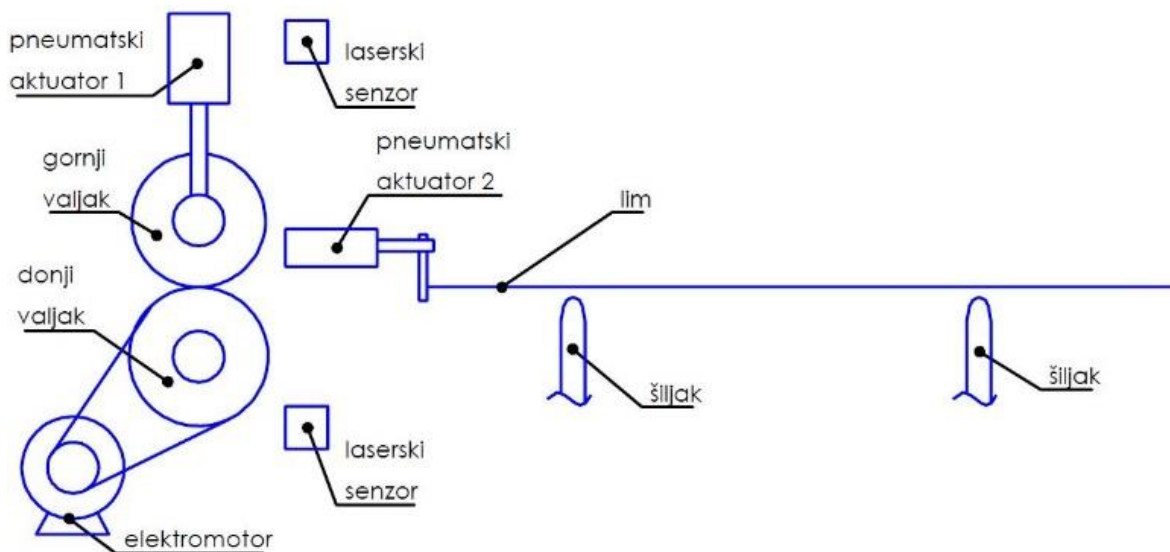 pneumatski
aktuator 1
laserski
senzor
pneumatski
aktuator 2
gornji
valjak
lim
donji
valjak
šiljak
šiljak
laserski
senzor
elektromotor